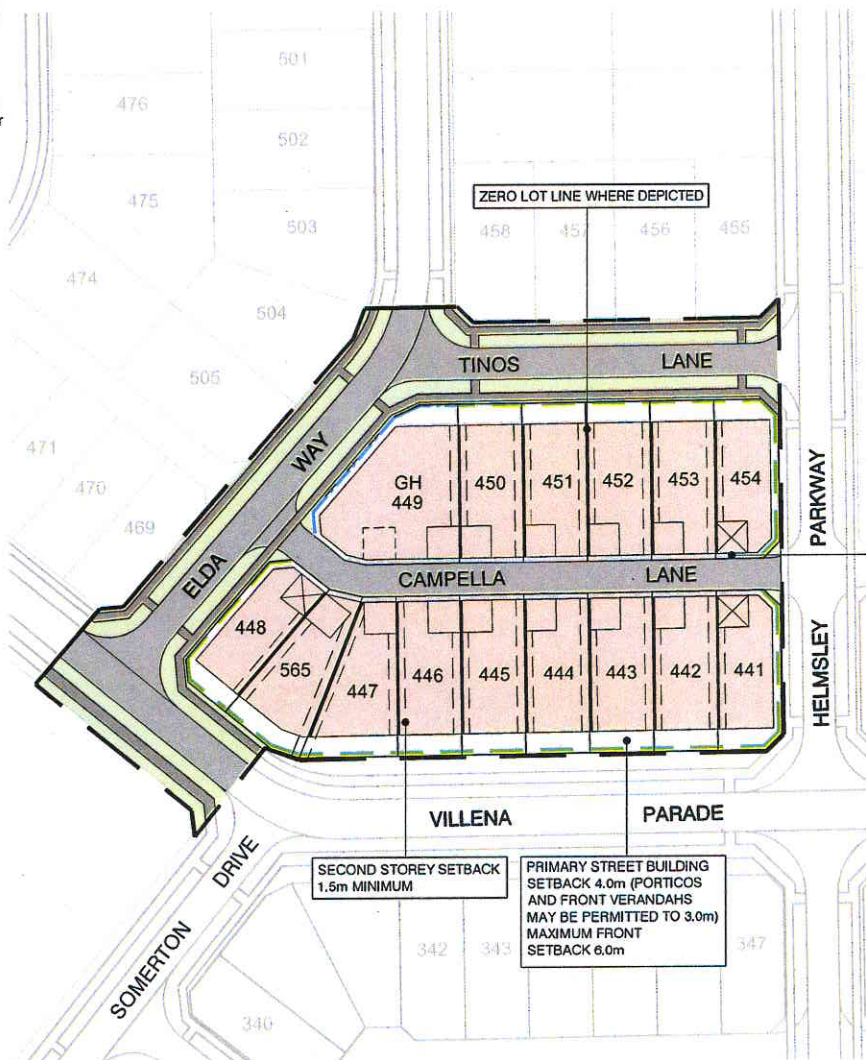 501
476
r
502
475
ZERO LOT LINE WHERE DEPICTED
503
458 457 456 455
474
504
TINOS LANE
505
471
WAY
470
GH
449
450 451 452 453 454
469
PARKWAY
ELDA
CAMPELLA LANE
448
565
447 446 445 444 443 442 441
HELMSLEY
VILLENA PARADE
DRIVE
SECOND STOREY SETBACK
1.5m MINIMUM
PRIMARY STREET BUILDING
SETBACK 4.0m (PORTICOS
AND FRONT VERANDAHS
MAY BE PERMITTED TO 3.0m)
MAXIMUM FRONT
SETBACK 6.0m
342 343 347
SOMERTON
340